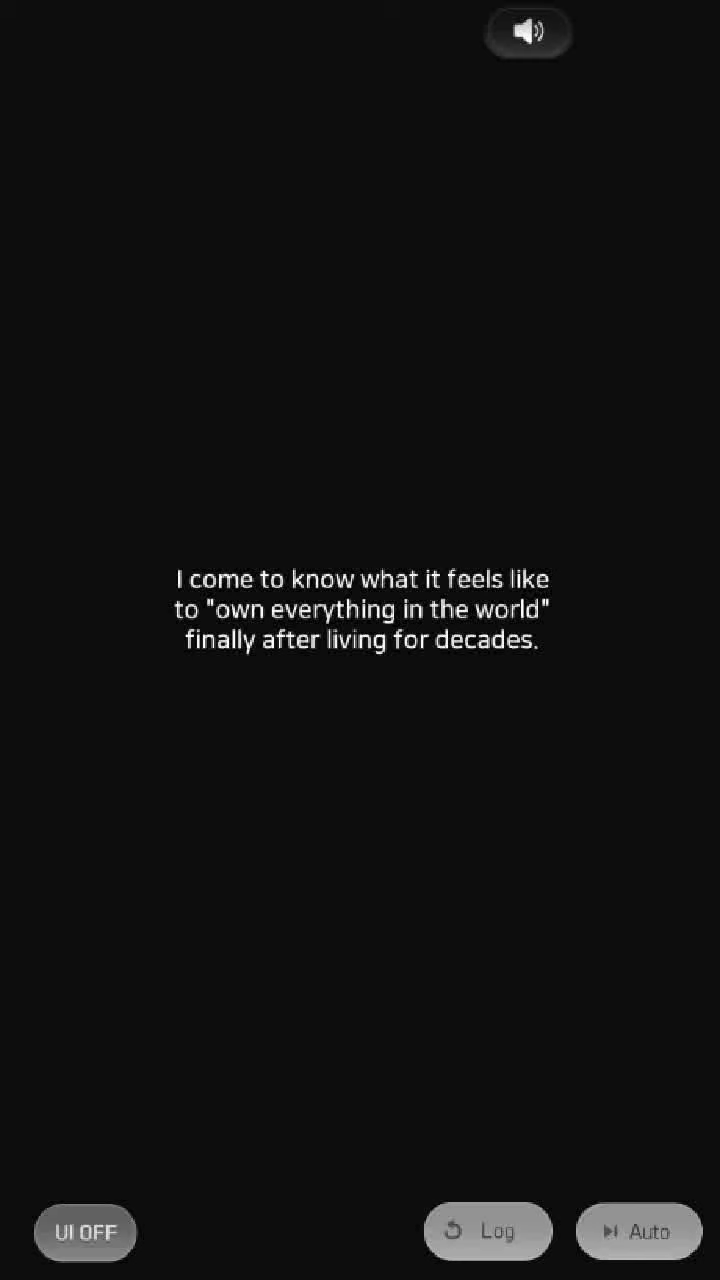 I come to know what it feels like
to "own everything in the world"
finally after living for decades.
UI OFF
Log
Auto